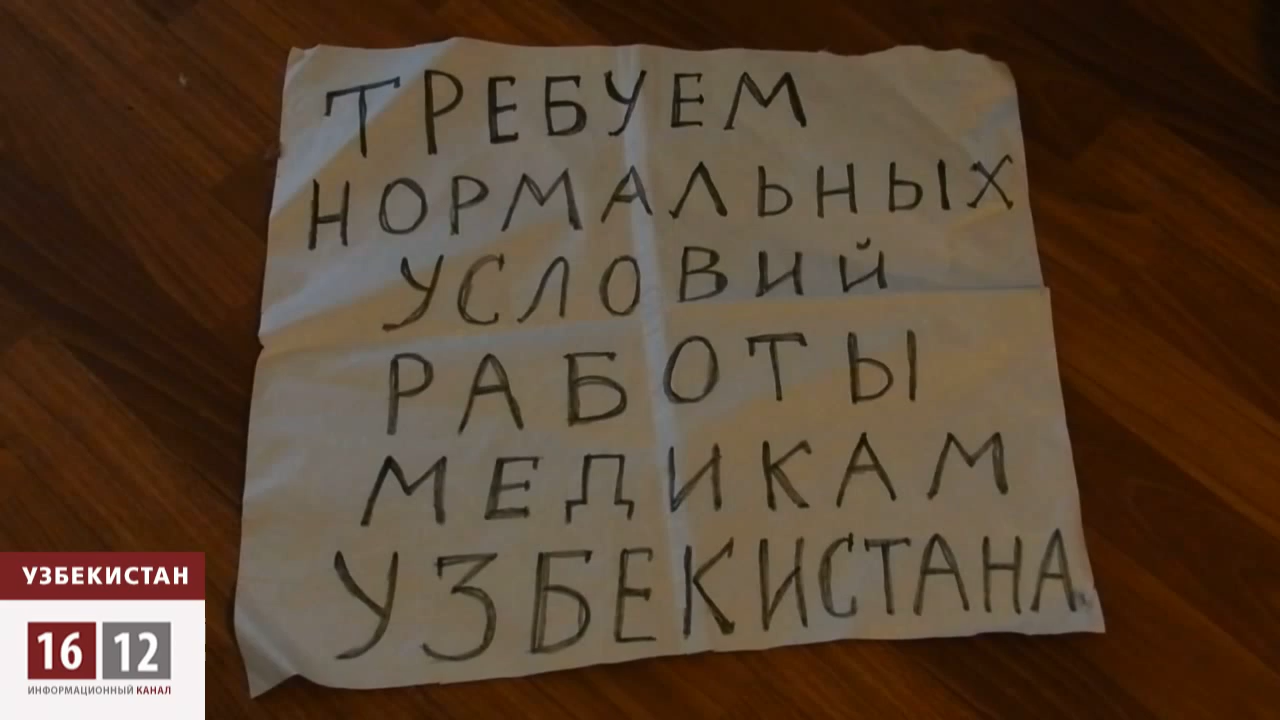 ТРЕБУЕМ
НОРМАЛЬНЫХ
УСЛОВИЙ
РАБОТЫ
МЕДИКАМ
УЗБЕКИСТАНА
УЗБЕКИСТАН
16 12
ИНФОРМАЦИОННЫЙ КАНАЛ